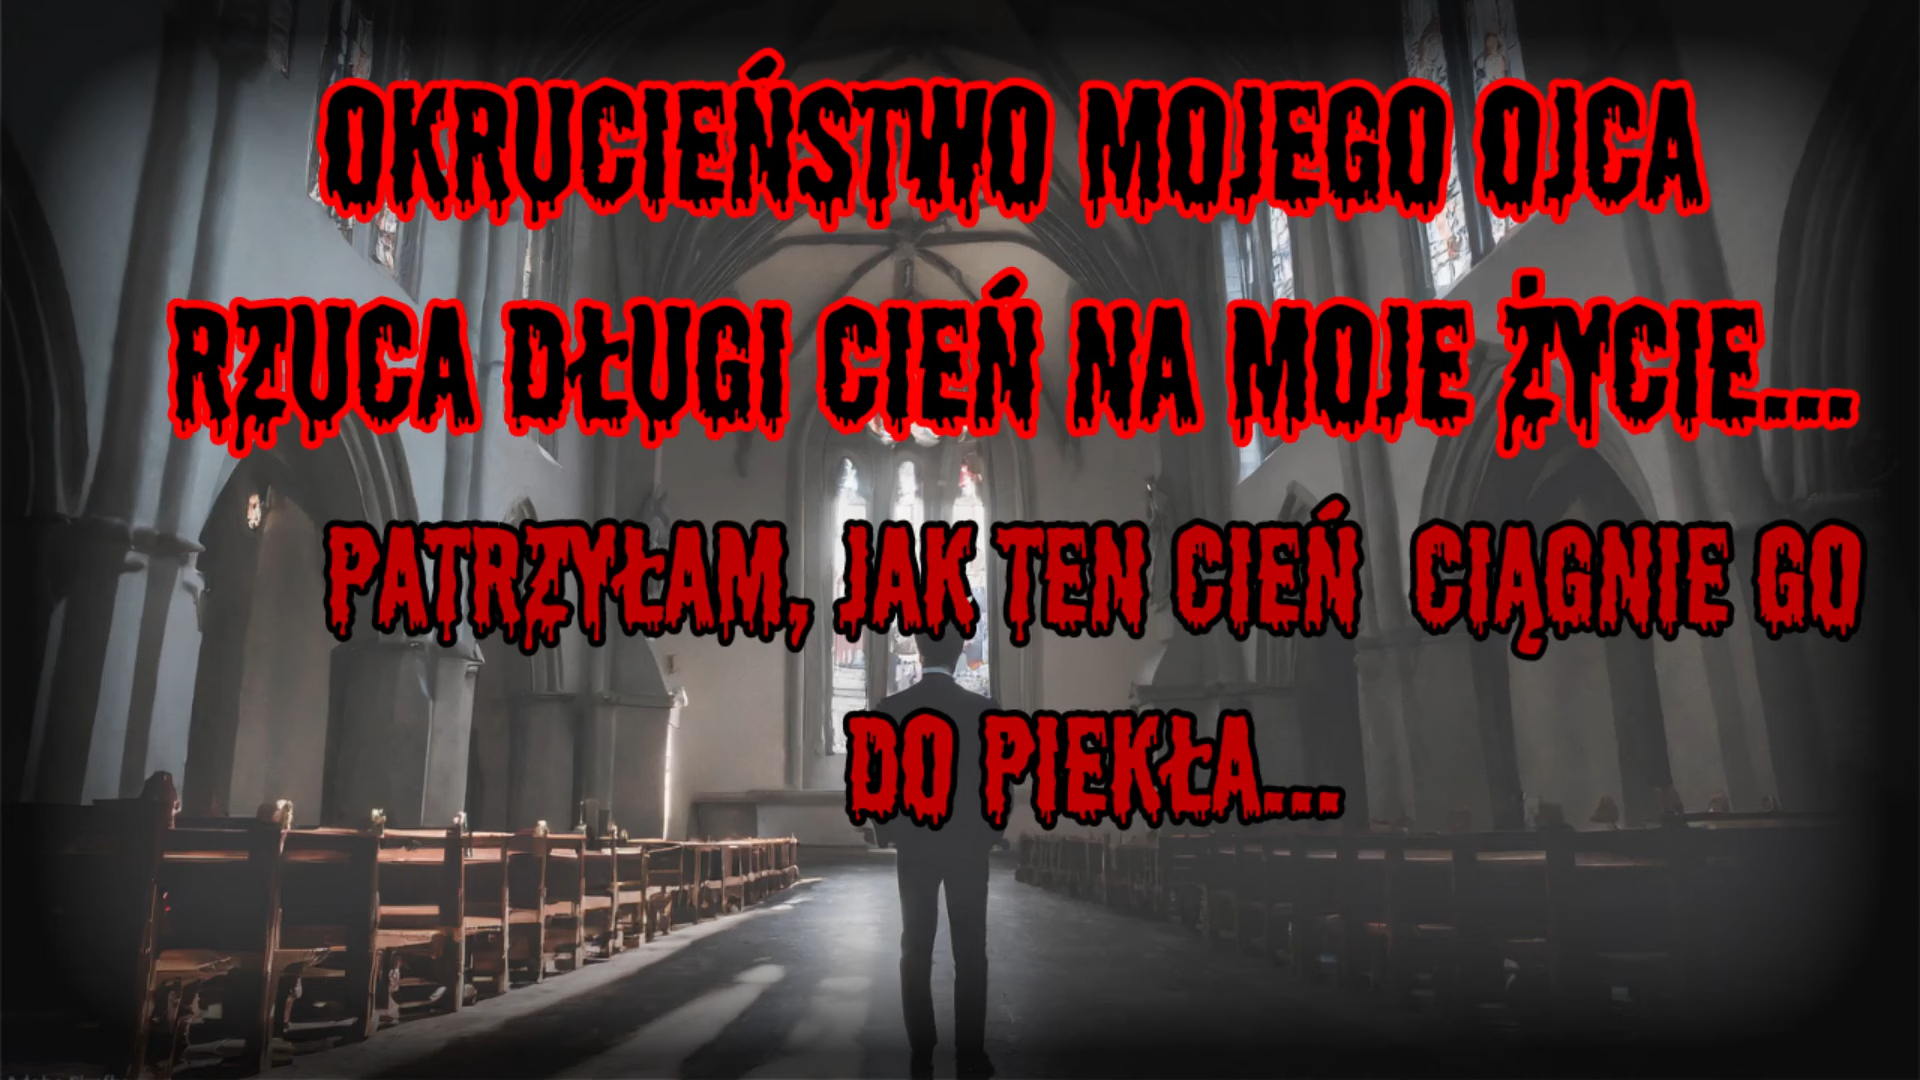 OKRUCIEŃSTWO MOJEGO OJCA
RZUCA DŁUGI CIEŃ NA MOJE ŻYCIE...
PATRZYŁAM, JAK TEN CIEŃ CIĄGNIE GO
DO PIEKŁA...